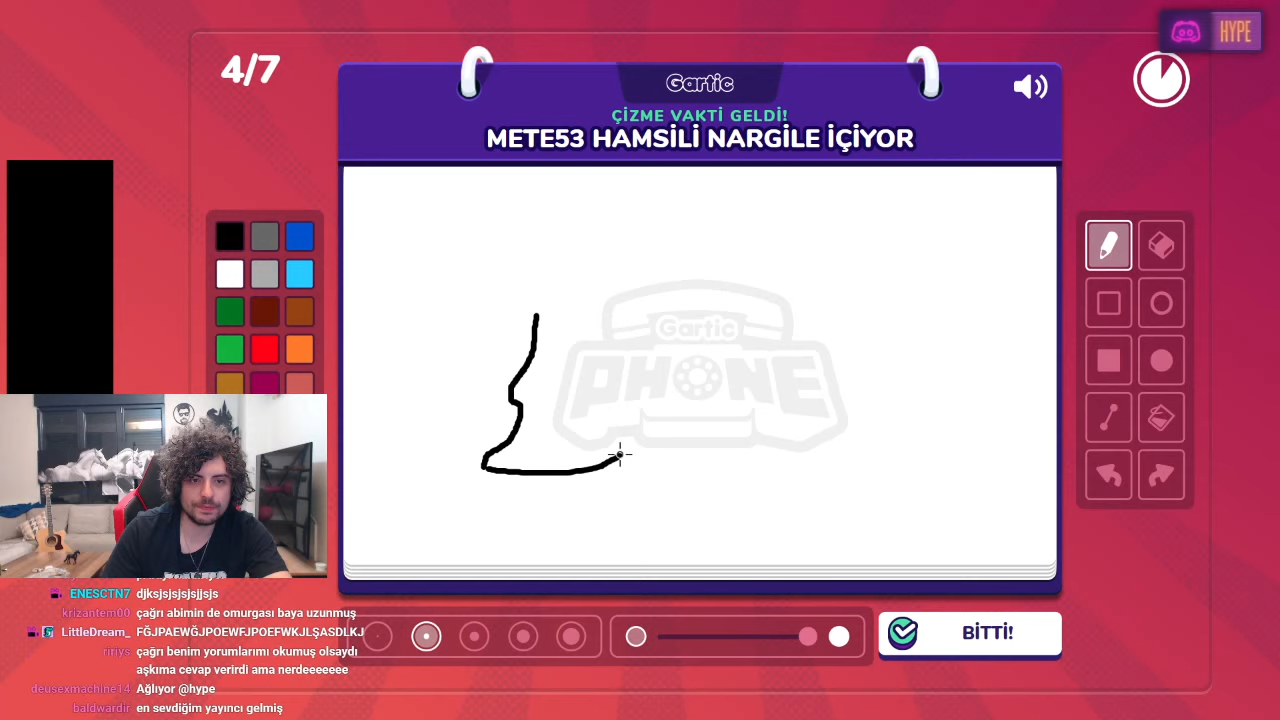 HYPE
4/7
Gartic
ÇİZME VAKTİ GELDİ!
METE53 HAMSİLİ NARGİLE İÇİYOR
Gartic
PHONE
ENESCTN7 djksjsjsjsjjsjs
krizantem00 çağrı abimin de omurgası baya uzunmuş
LittleDream_ FĞJPAEWĞJPOEWFJPOEFWKJLŞASDLKJ
ririys çağrı benim yorumlarımı okumuş olsaydı
aşkıma cevap verirdi ama nerdeeeeeee
deusexmachine14 Ağlıyor @hype
baldwardir en sevdiğim yayıncı gelmiş
BİTTİ!